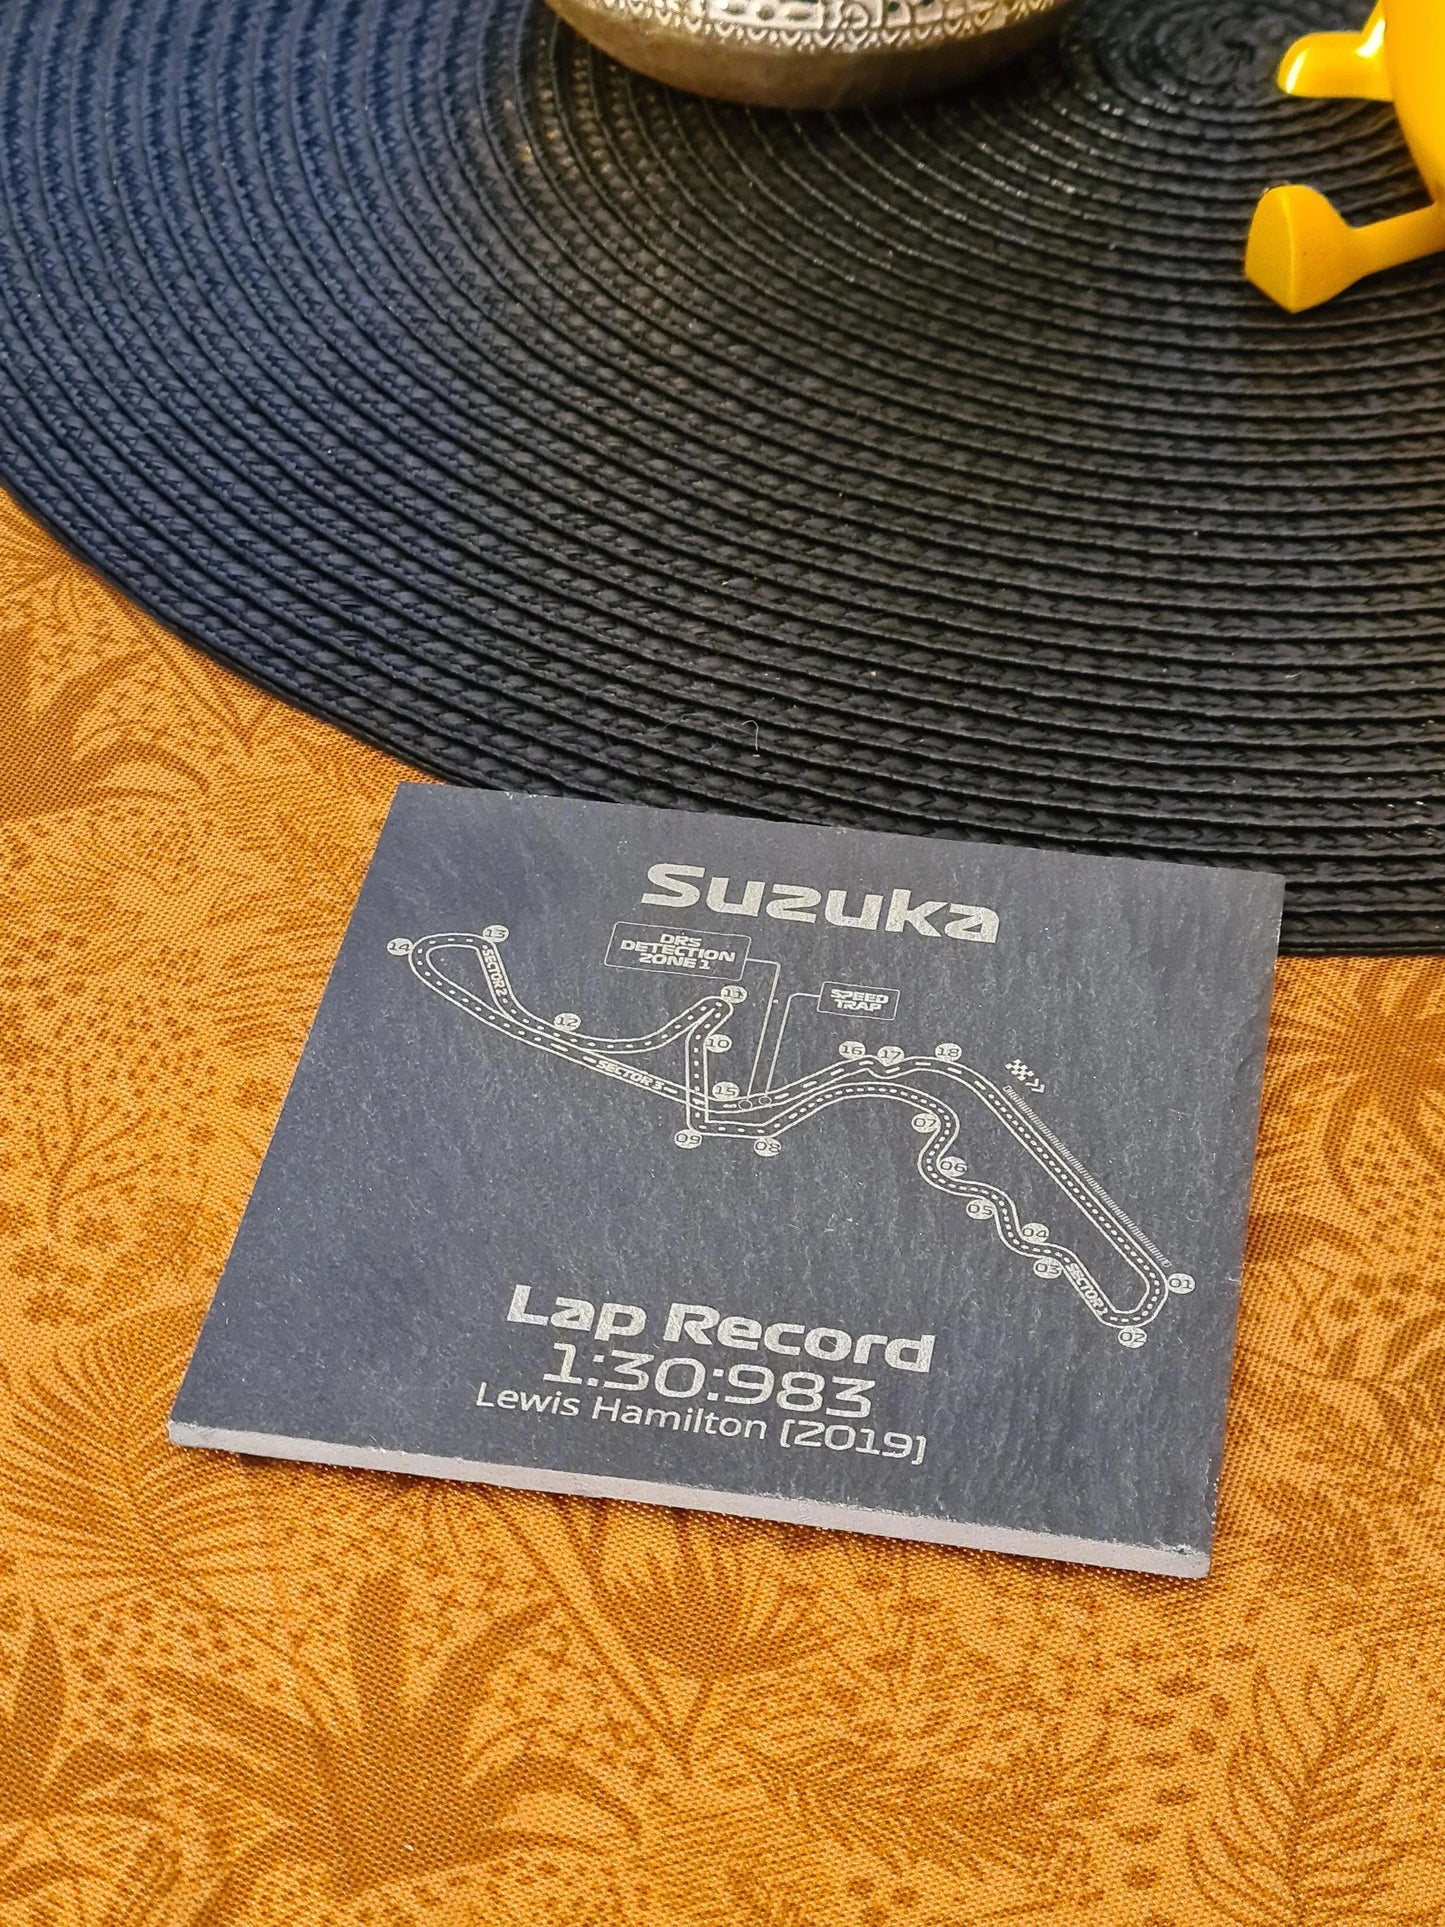 Suzuka
DRS
DETECTION
ZONE 1
SPEED
TRAP
13
14
SECTOR 2
12
11
10
SECTOR 3
15
16
17
18
09
08
07
06
05
04
03
SECTOR 1
01
02
Lap Record
1:30:983
Lewis Hamilton [2019]